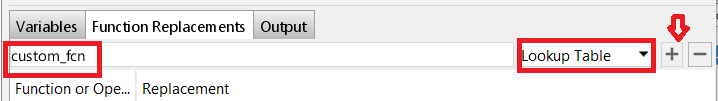 Variables Function Replacements Output
custom_fcn Lookup Table + −
Function or Ope... Replacement